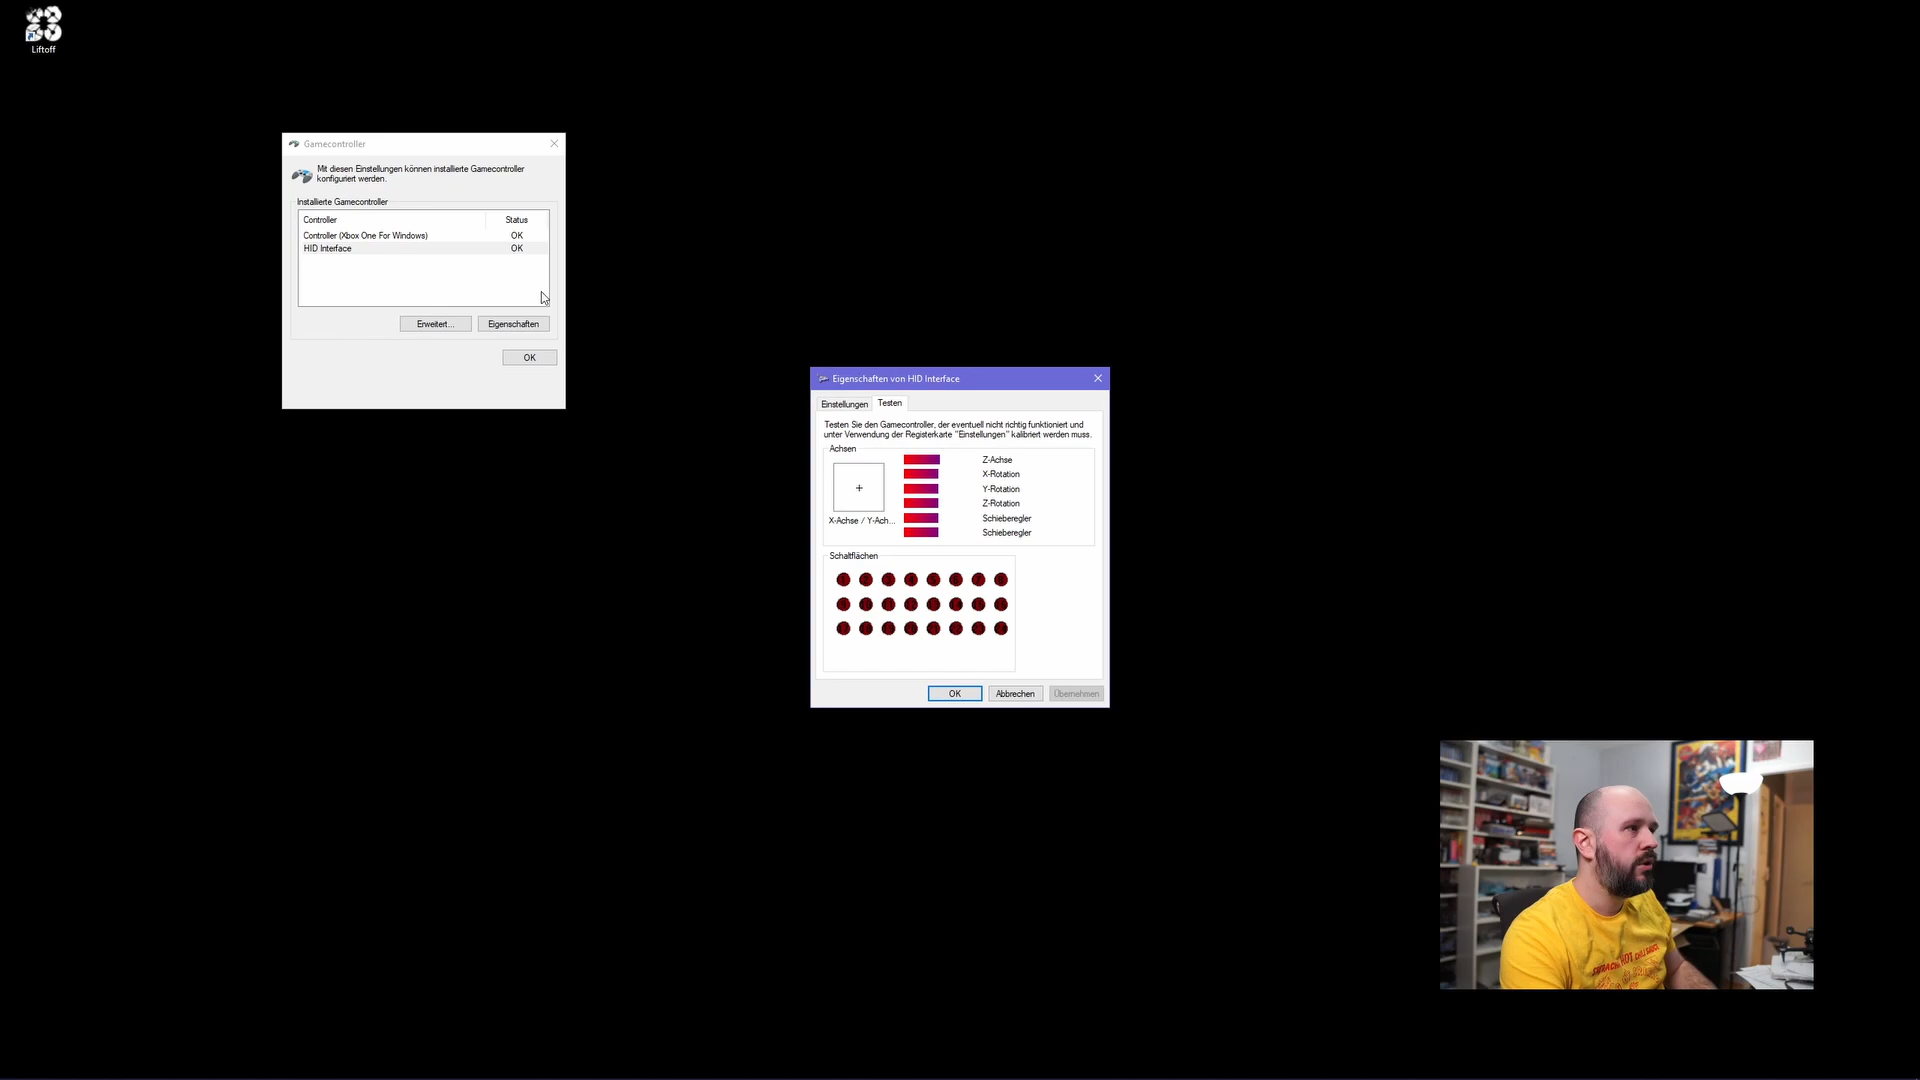 Liftoff
Gamecontroller
Mit diesen Einstellungen können installierte Gamecontroller
konfiguriert werden.
Installierte Gamecontroller
Controller
Status
Controller (Xbox One For Windows)
OK
HID Interface
OK
Erweitert...
Eigenschaften
OK
Eigenschaften von HID Interface
Einstellungen
Testen
Testen Sie den Gamecontroller, der eventuell nicht richtig funktioniert und
unter Verwendung der Registerkarte "Einstellungen" kalibriert werden muss.
Achsen
Z-Achse
X-Rotation
Y-Rotation
Z-Rotation
Schieberegler
Schieberegler
X-Achse / Y-Ach...
Schaltflächen
OK
Abbrechen
Übernehmen